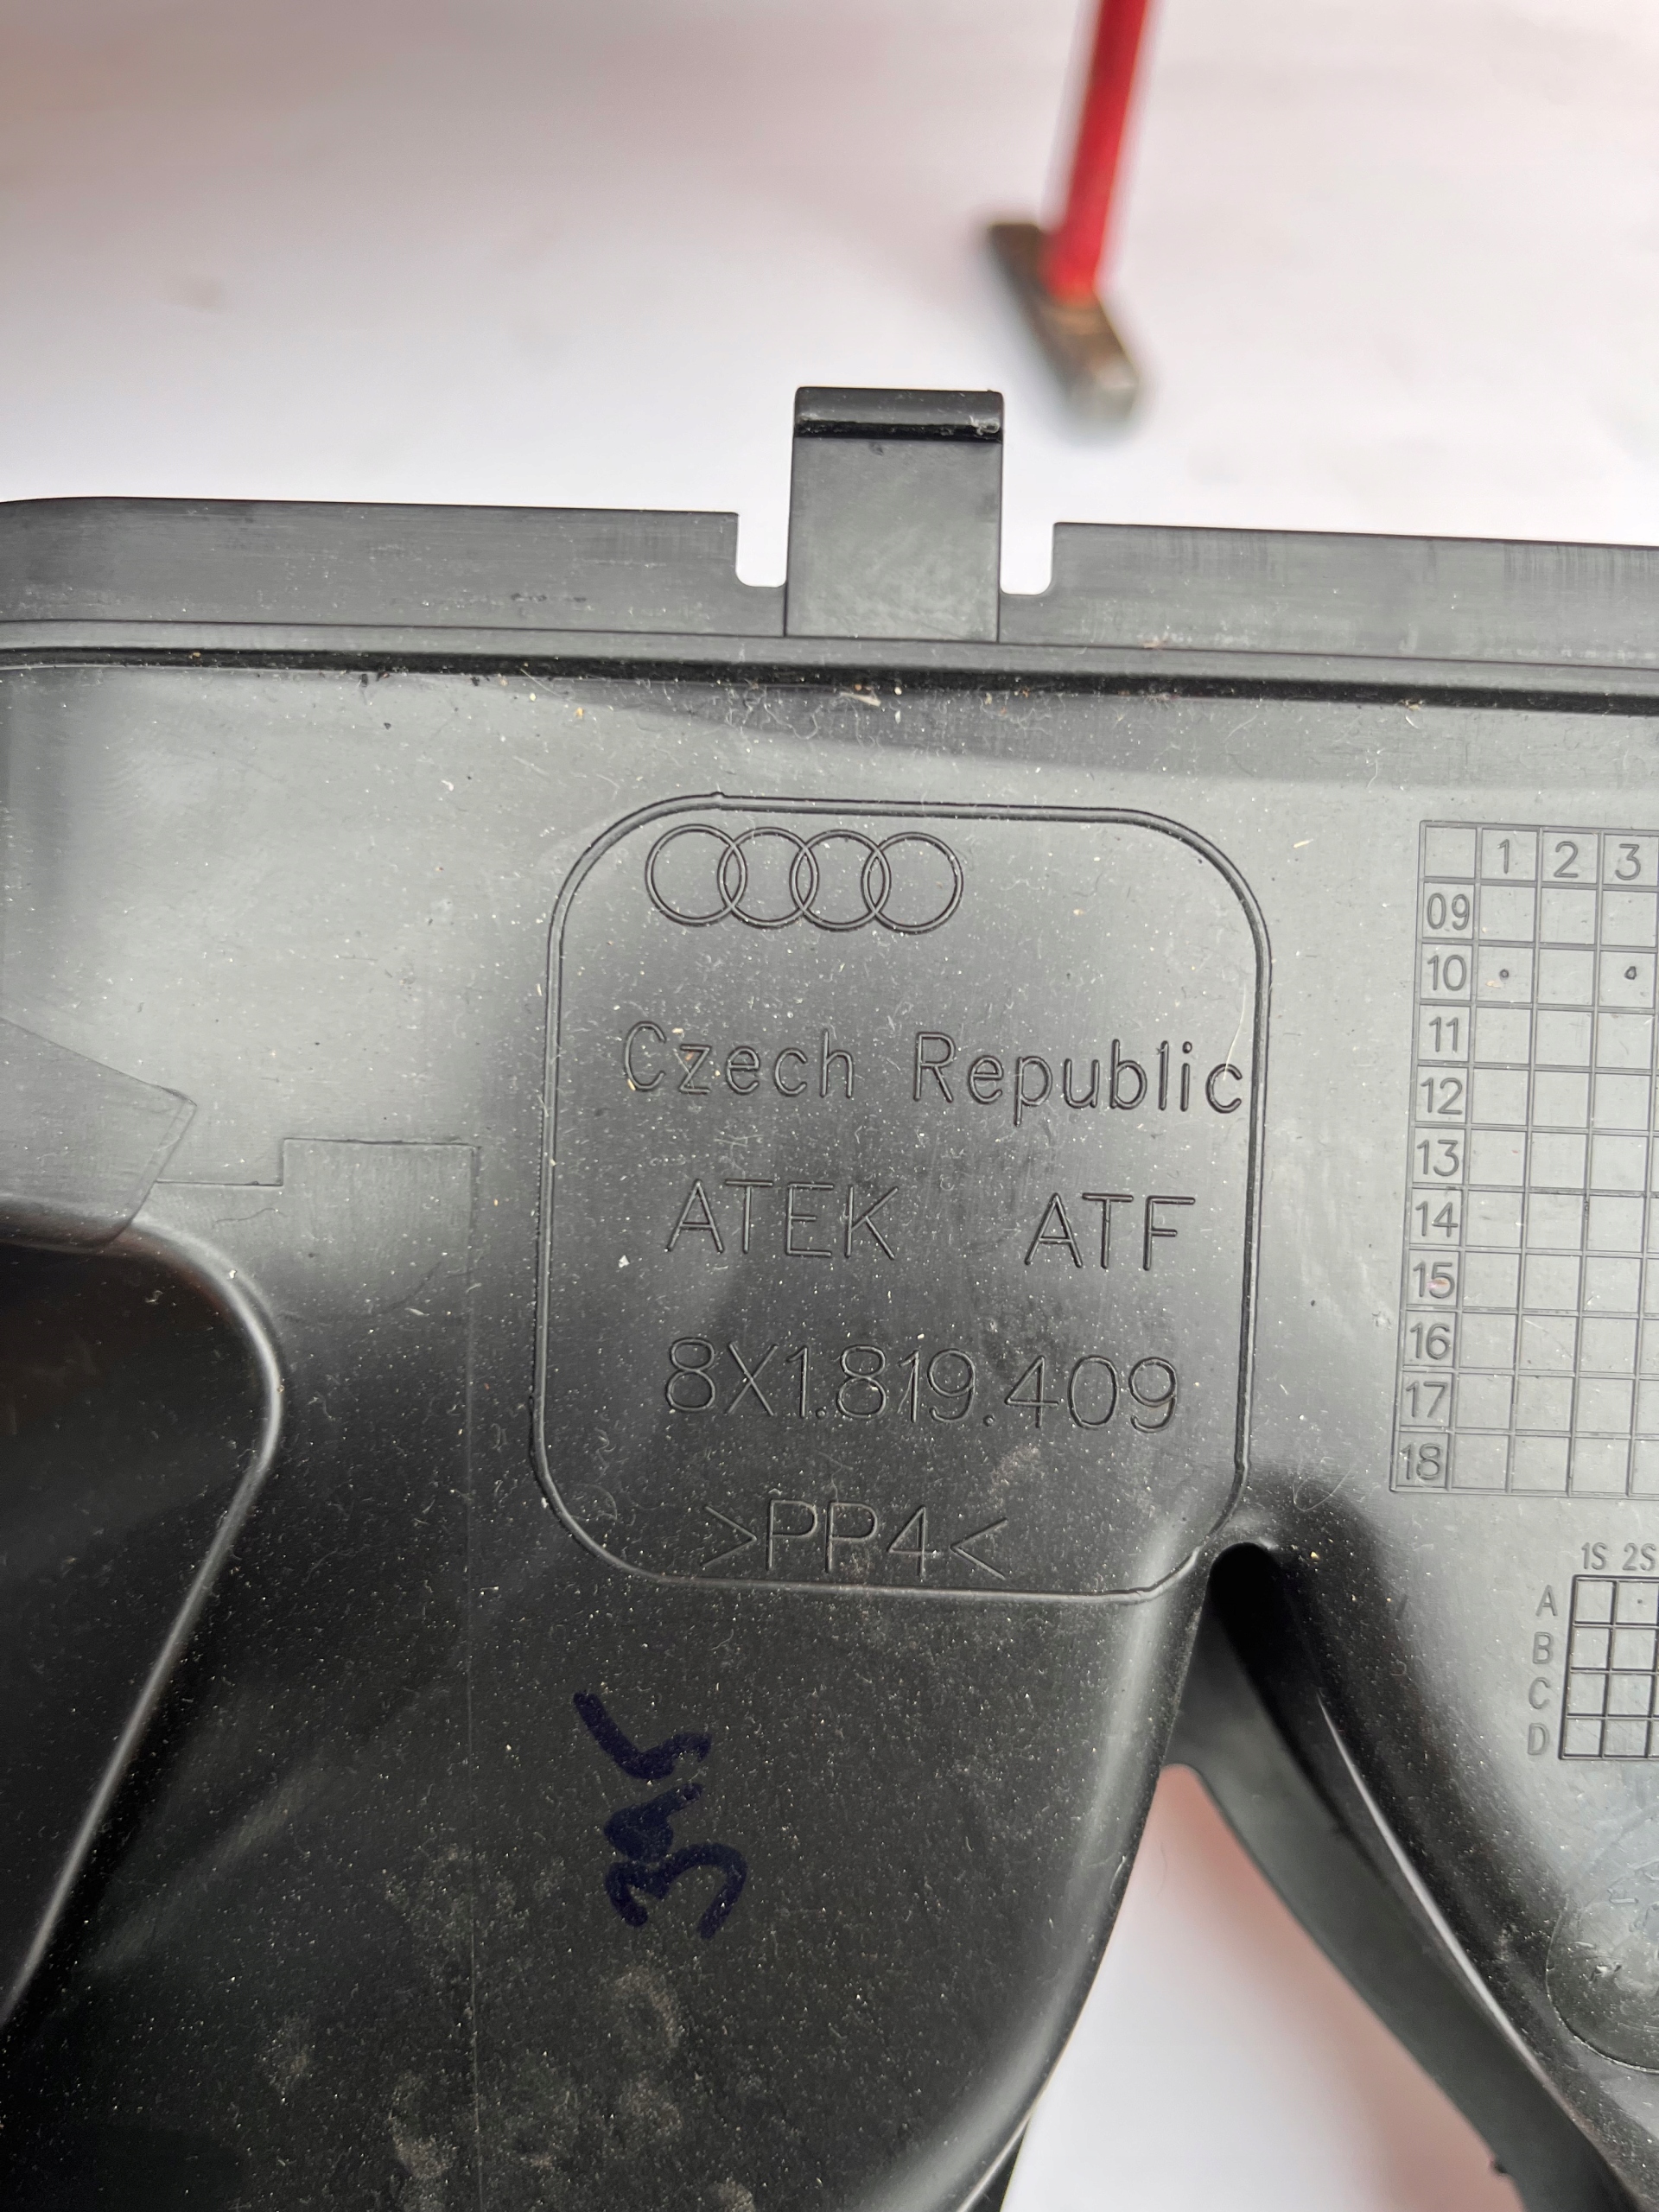 Czech Republic
ATEK ATF
8X1.819.409
>PP4<
1 2 3
09
10
11
12
13
14
15
16
17
18
1S 2S
A
B
C
D
395